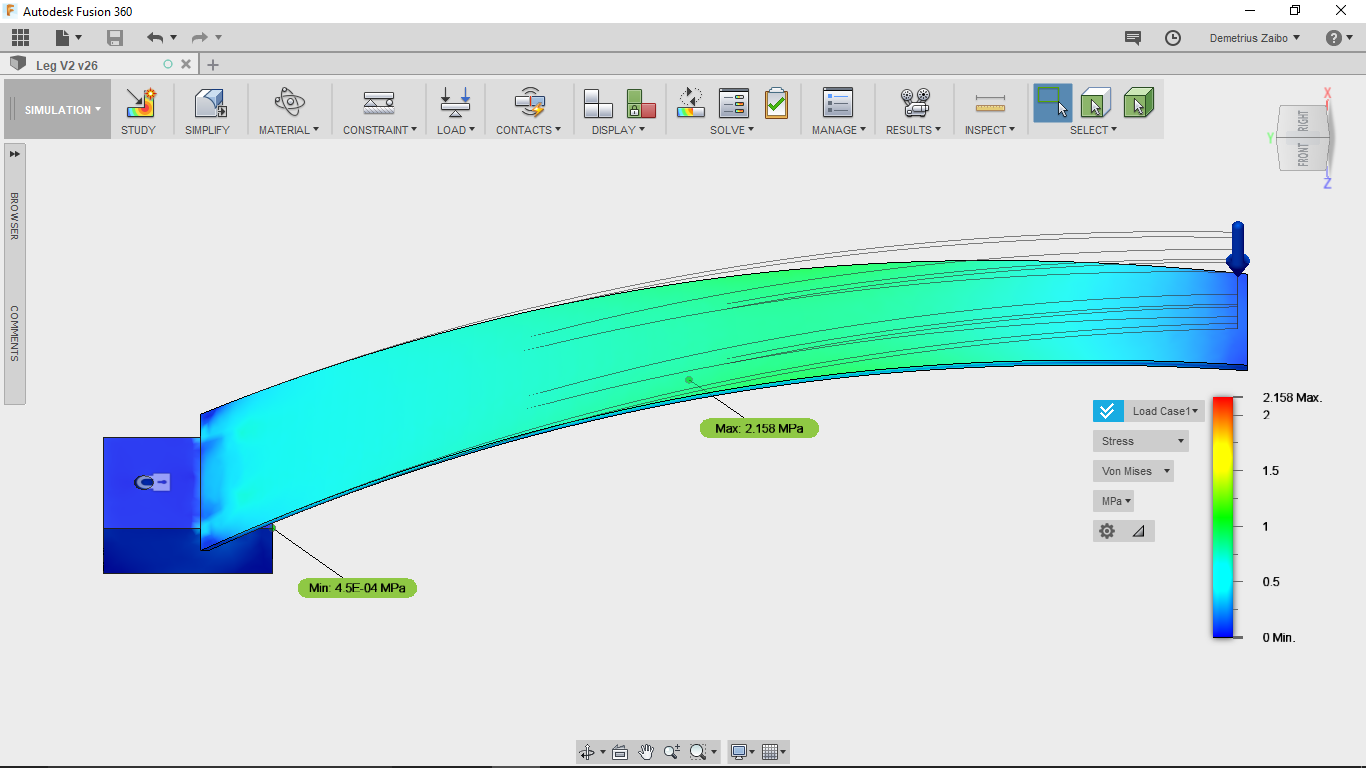 Autodesk Fusion 360
Demetrius Zaibo
Leg V2 v26
SIMULATION
STUDY
SIMPLIFY
MATERIAL
CONSTRAINT
LOAD
CONTACTS
DISPLAY
SOLVE
MANAGE
RESULTS
INSPECT
SELECT
BROWSER
COMMENTS
X
Y
RIGHT
FRONT
Z
Max: 2.158 MPa
Min: 4.5E-04 MPa
Load Case1
Stress
Von Mises
MPa
2.158 Max.
2
1.5
1
0.5
0 Min.